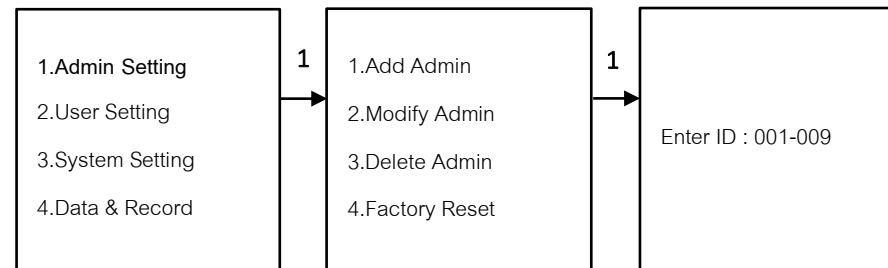 1.Admin Setting
2.User Setting
3.System Setting
4.Data & Record
1
1.Add Admin
2.Modify Admin
3.Delete Admin
4.Factory Reset
1
Enter ID : 001-009